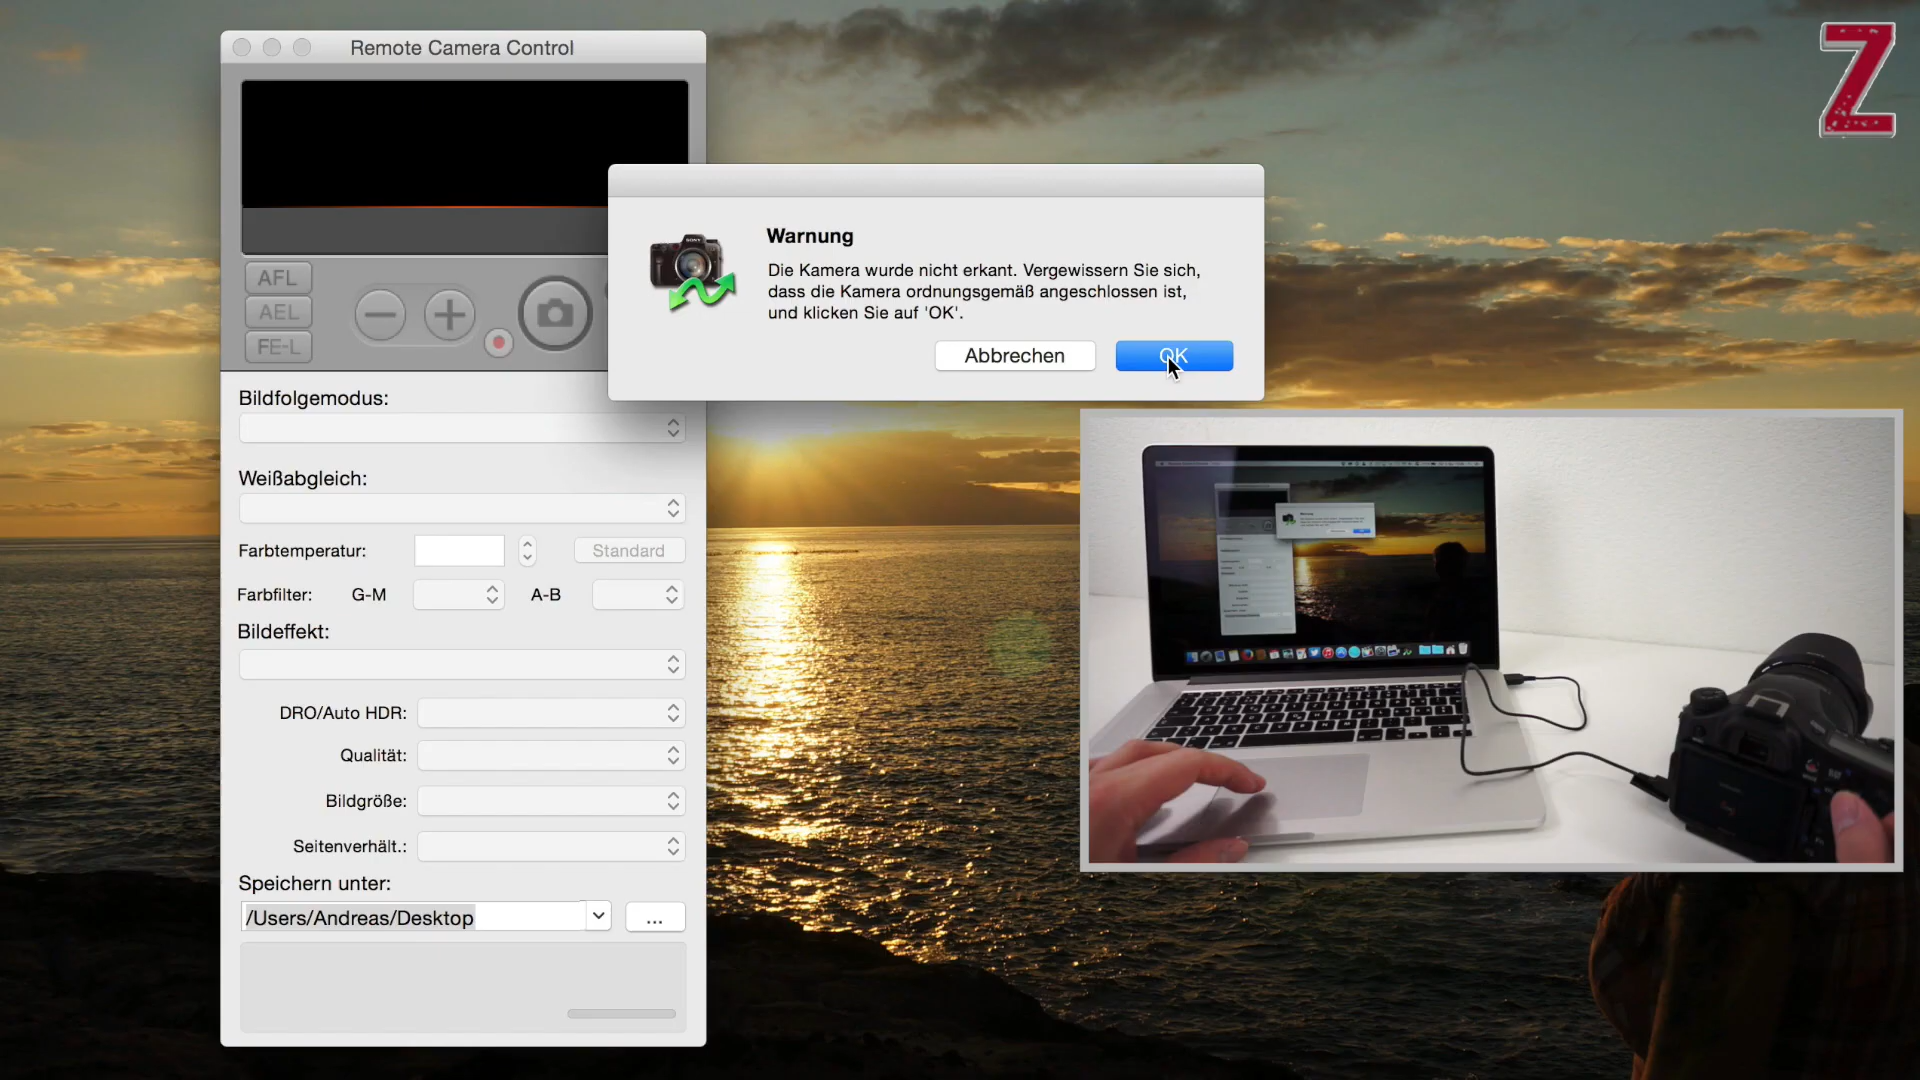 Remote Camera Control
Z
AFL
AEL
FE-L
SONY
Warnung
Die Kamera wurde nicht erkant. Vergewissern Sie sich,
dass die Kamera ordnungsgemäß angeschlossen ist,
und klicken Sie auf 'OK'.
Abbrechen
OK
Bildfolgemodus:
Weißabgleich:
Farbtemperatur:
Standard
Farbfilter:
G-M
A-B
Bildeffekt:
DRO/Auto HDR:
Qualität:
Bildgröße:
Seitenverhält.:
Speichern unter:
/Users/Andreas/Desktop
...